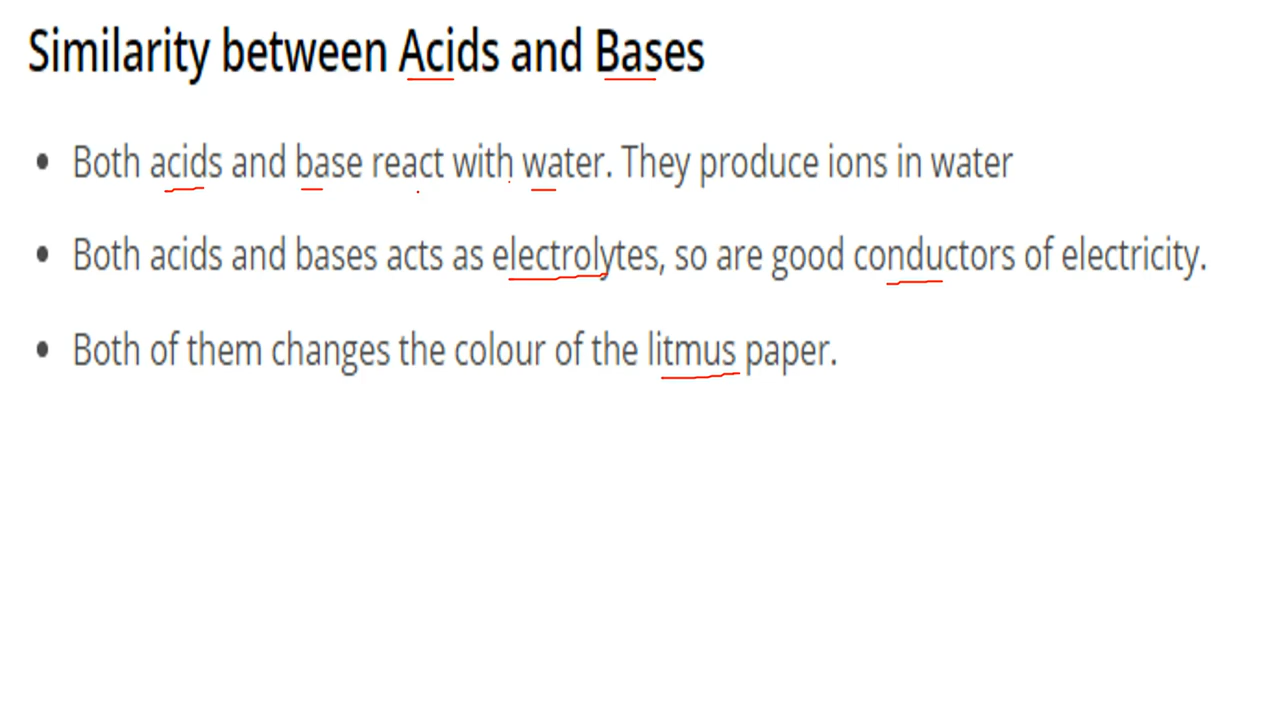 Similarity between Acids and Bases
• Both acids and base react with water. They produce ions in water
• Both acids and bases acts as electrolytes, so are good conductors of electricity.
• Both of them changes the colour of the litmus paper.